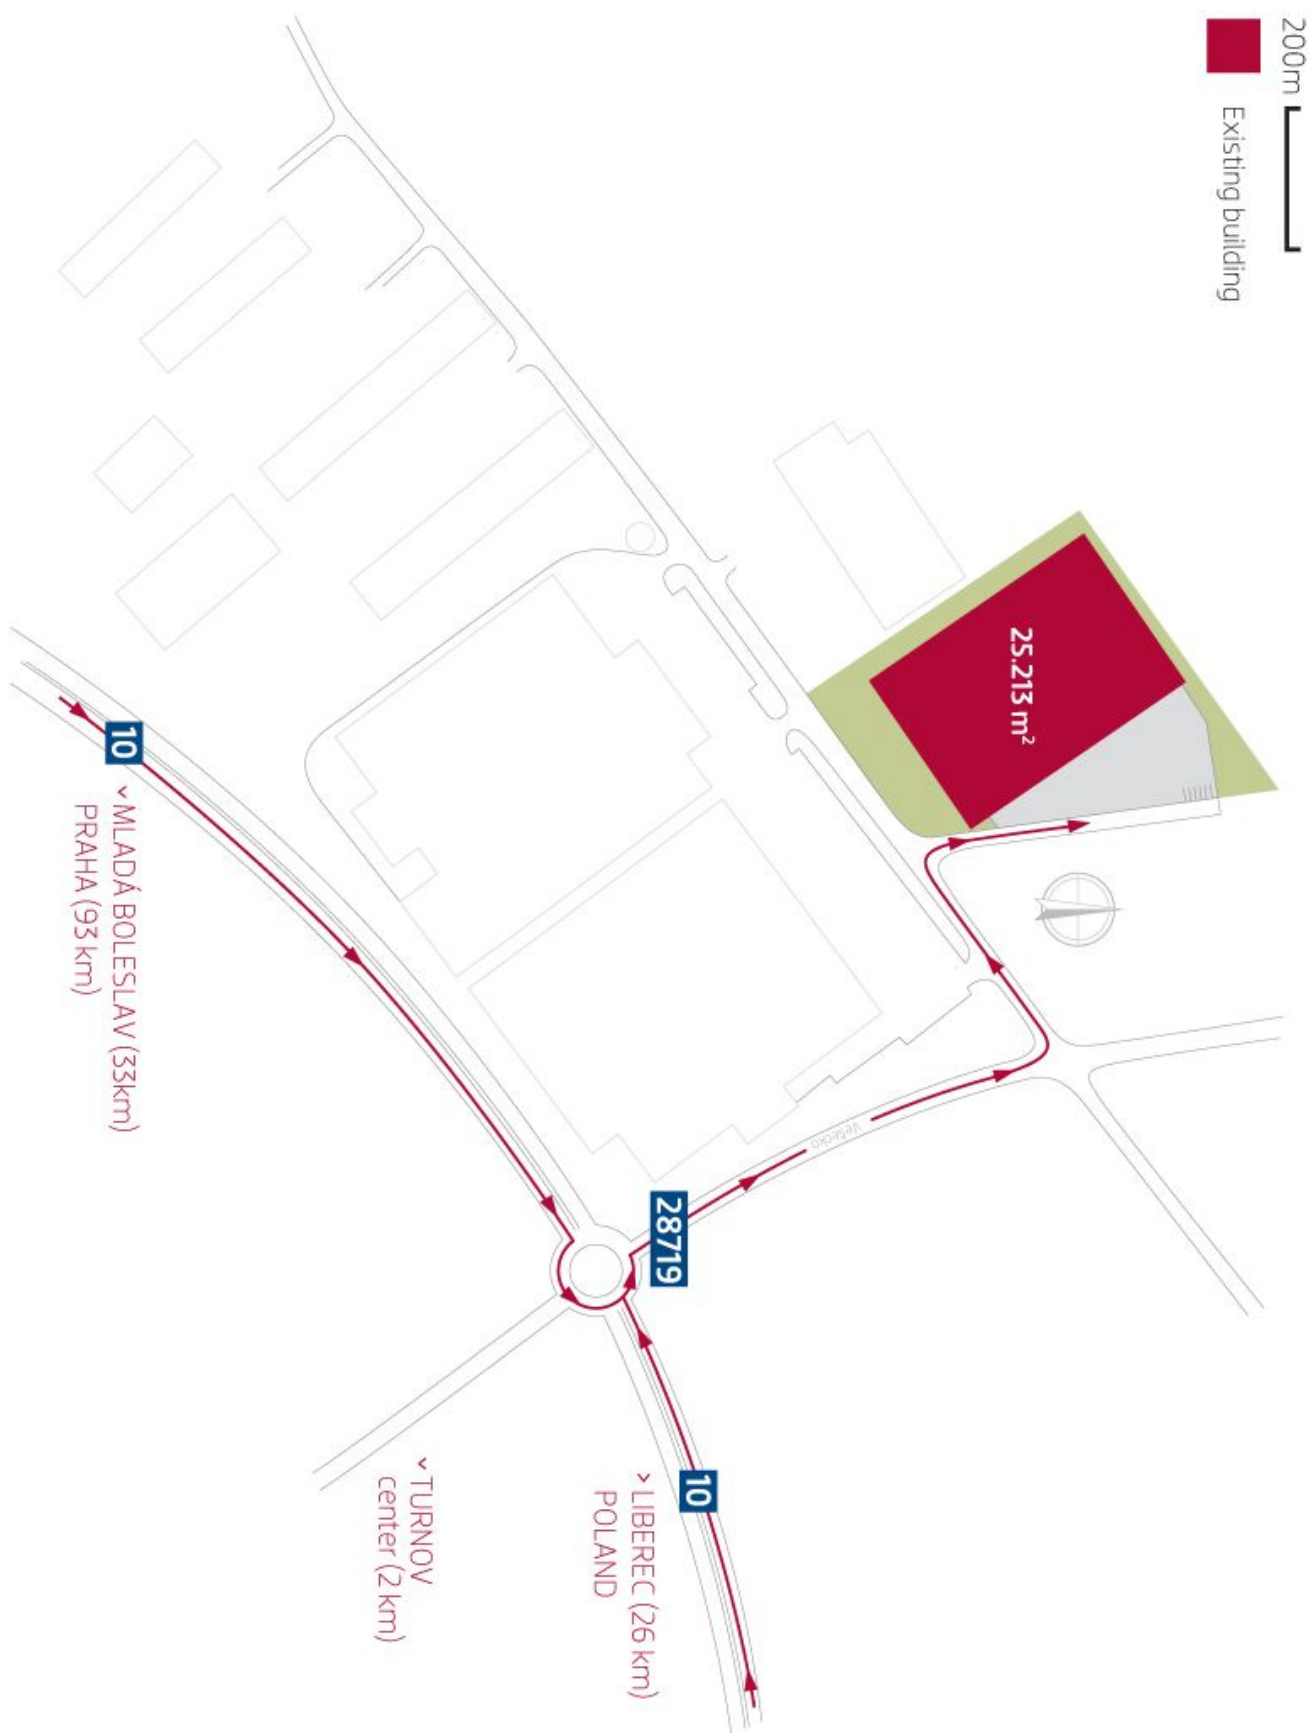 200m
Existing building
25.213 m²
10
˅ MLADÁ BOLESLAV (33km)
PRAHA (93 km)
28719
Vesecko
10
> LIBEREC (26 km)
POLAND
˅ TURNOV
center (2 km)